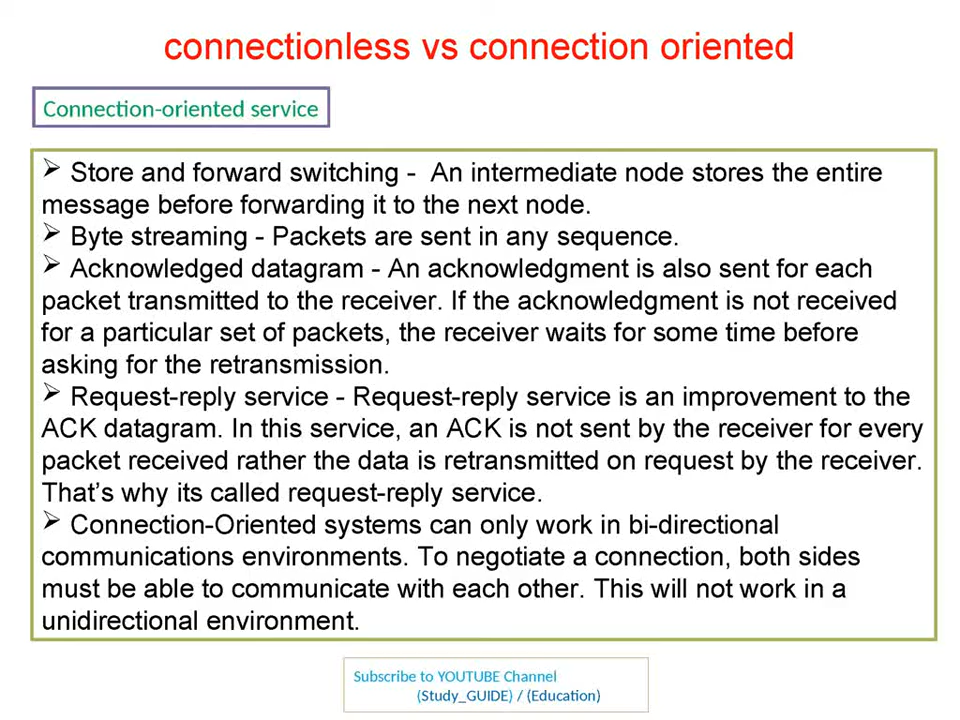 connectionless vs connection oriented
Connection-oriented service
➢ Store and forward switching -  An intermediate node stores the entire
message before forwarding it to the next node.
➢ Byte streaming - Packets are sent in any sequence.
➢ Acknowledged datagram - An acknowledgment is also sent for each
packet transmitted to the receiver. If the acknowledgment is not received
for a particular set of packets, the receiver waits for some time before
asking for the retransmission.
➢ Request-reply service - Request-reply service is an improvement to the
ACK datagram. In this service, an ACK is not sent by the receiver for every
packet received rather the data is retransmitted on request by the receiver.
That’s why its called request-reply service.
➢ Connection-Oriented systems can only work in bi-directional
communications environments. To negotiate a connection, both sides
must be able to communicate with each other. This will not work in a
unidirectional environment.
Subscribe to YOUTUBE Channel
(Study_GUIDE) / (Education)